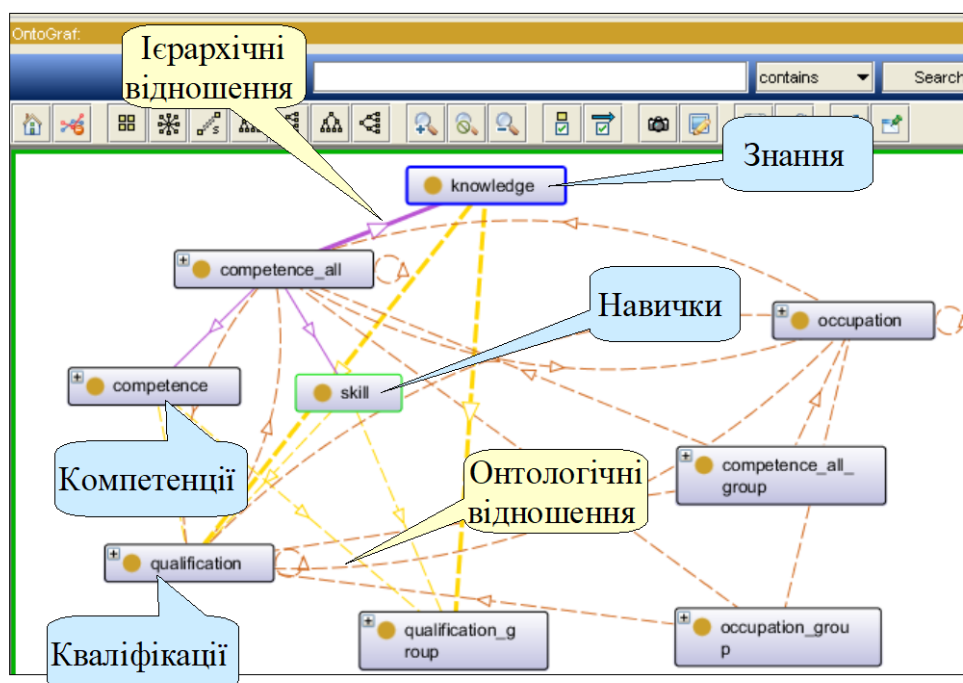 OntoGraf:
Ієрархічні
відношення
contains
Search
Знання
knowledge
competence_all
Навички
occupation
competence
skill
Компетенції
Онтологічні
відношення
competence_all_
group
qualification
Кваліфікації
qualification_g
roup
occupation_grou
p